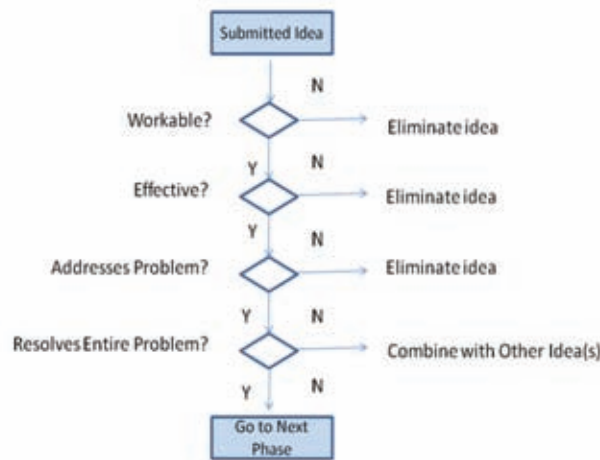 Submitted Idea
N
Workable?
Eliminate idea
Y
N
Effective?
Eliminate idea
Y
N
Addresses Problem?
Eliminate idea
Y
N
Resolves Entire Problem?
Combine with Other Idea(s)
Y
N
Go to Next
Phase